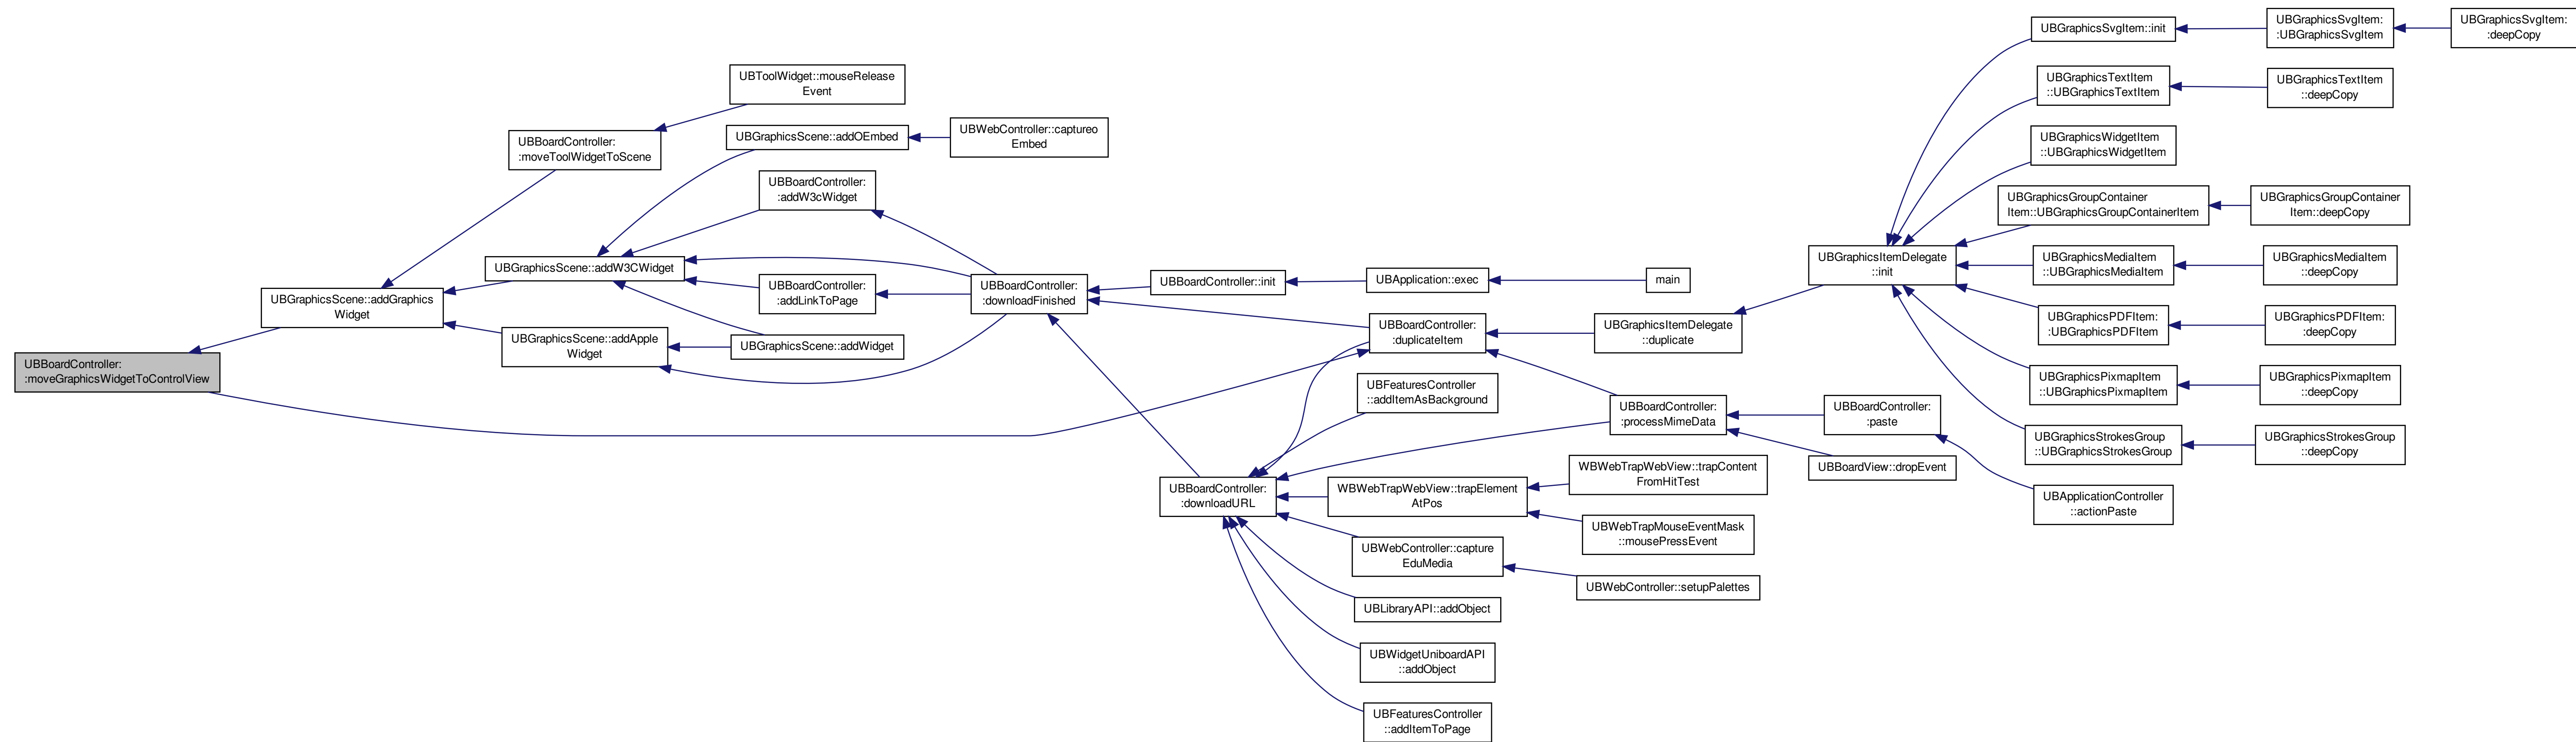 UBBoardController:
:moveGraphicsWidgetToControlView
UBGraphicsScene::addGraphics
Widget
UBBoardController:
:moveToolWidgetToScene
UBToolWidget::mouseRelease
Event
UBGraphicsScene::addW3CWidget
UBGraphicsScene::addApple
Widget
UBGraphicsScene::addOEmbed
UBWebController::captureo
Embed
UBBoardController:
:addW3cWidget
UBBoardController:
:addLinkToPage
UBGraphicsScene::addWidget
UBBoardController:
:downloadFinished
UBBoardController::init
UBApplication::exec
main
UBBoardController:
:duplicateItem
UBGraphicsItemDelegate
::duplicate
UBFeaturesController
::addItemAsBackground
UBBoardController:
:processMimeData
UBBoardController:
:paste
UBBoardView::dropEvent
UBApplicationController
::actionPaste
UBBoardController:
:downloadURL
WBWebTrapWebView::trapElement
AtPos
WBWebTrapWebView::trapContent
FromHitTest
UBWebTrapMouseEventMask
::mousePressEvent
UBWebController::capture
EduMedia
UBWebController::setupPalettes
UBLibraryAPI::addObject
UBWidgetUniboardAPI
::addObject
UBFeaturesController
::addItemToPage
UBGraphicsItemDelegate
::init
UBGraphicsSvgItem::init
UBGraphicsSvgItem:
:UBGraphicsSvgItem
UBGraphicsSvgItem:
:deepCopy
UBGraphicsTextItem
::UBGraphicsTextItem
UBGraphicsTextItem
::deepCopy
UBGraphicsWidgetItem
::UBGraphicsWidgetItem
UBGraphicsGroupContainer
Item::UBGraphicsGroupContainerItem
UBGraphicsGroupContainer
Item::deepCopy
UBGraphicsMediaItem
::UBGraphicsMediaItem
UBGraphicsMediaItem
::deepCopy
UBGraphicsPDFItem:
:UBGraphicsPDFItem
UBGraphicsPDFItem:
:deepCopy
UBGraphicsPixmapItem
::UBGraphicsPixmapItem
UBGraphicsPixmapItem
::deepCopy
UBGraphicsStrokesGroup
::UBGraphicsStrokesGroup
UBGraphicsStrokesGroup
::deepCopy